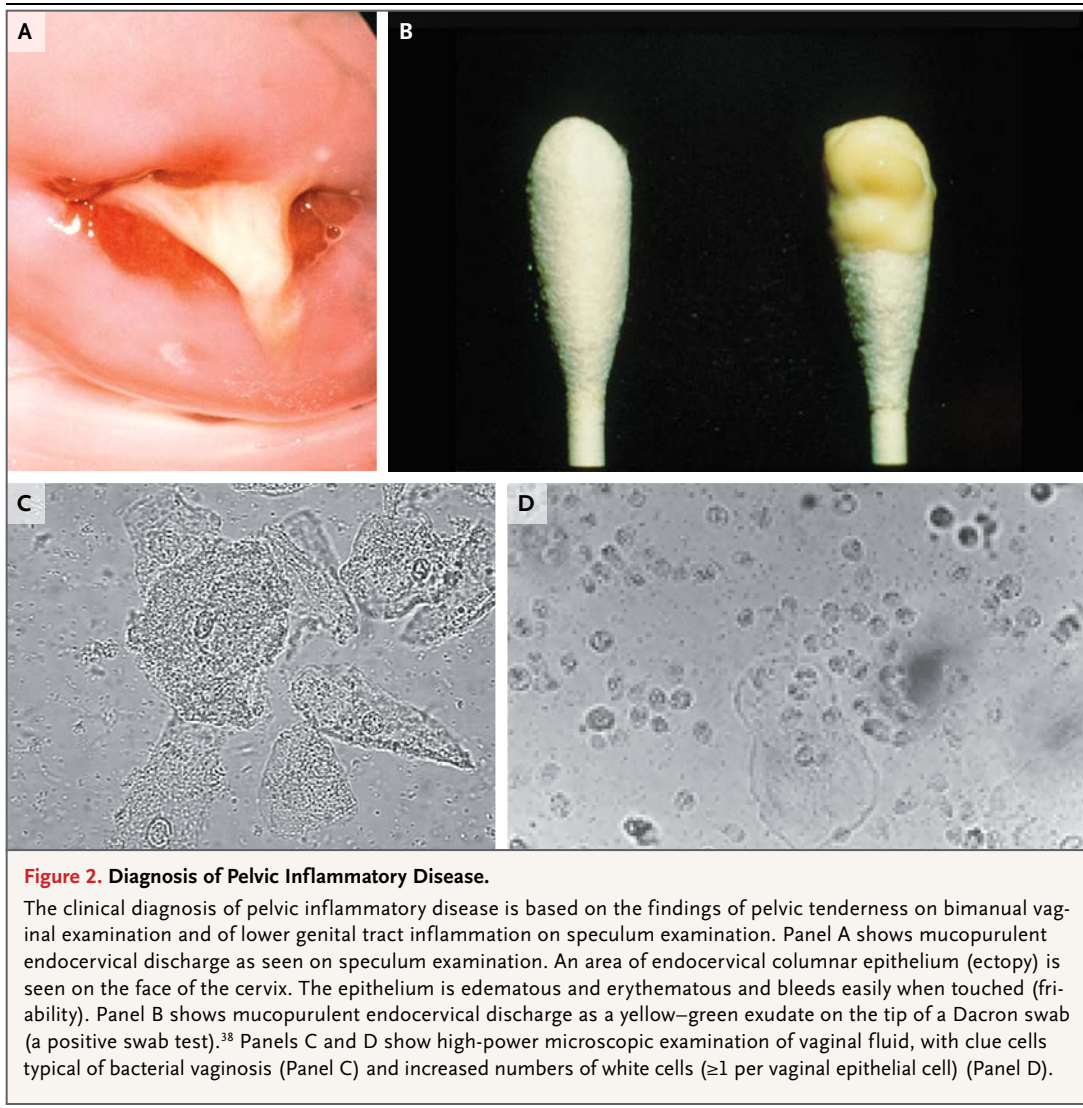 A
B
C
D
Figure 2. Diagnosis of Pelvic Inflammatory Disease.
The clinical diagnosis of pelvic inflammatory disease is based on the findings of pelvic tenderness on bimanual vag-
inal examination and of lower genital tract inflammation on speculum examination. Panel A shows mucopurulent
endocervical discharge as seen on speculum examination. An area of endocervical columnar epithelium (ectopy) is
seen on the face of the cervix. The epithelium is edematous and erythematous and bleeds easily when touched (fri-
ability). Panel B shows mucopurulent endocervical discharge as a yellow–green exudate on the tip of a Dacron swab
(a positive swab test).³⁸ Panels C and D show high-power microscopic examination of vaginal fluid, with clue cells
typical of bacterial vaginosis (Panel C) and increased numbers of white cells (≥1 per vaginal epithelial cell) (Panel D).